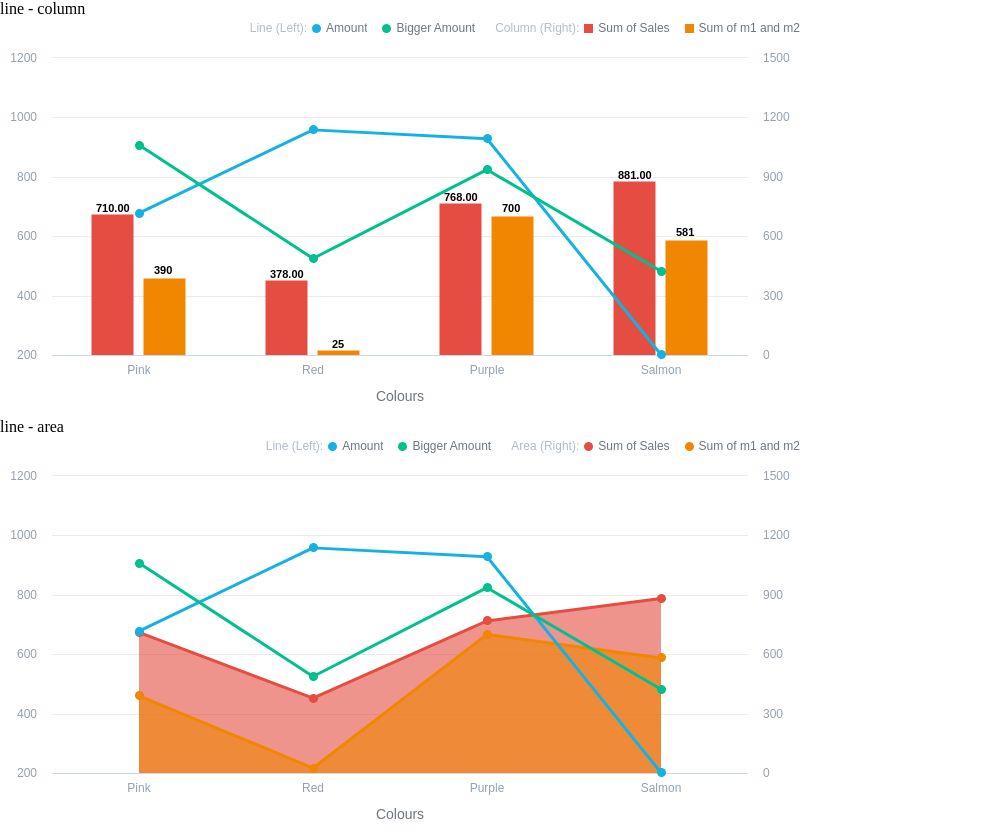 line - column
Line (Left): Amount Bigger Amount Column (Right): Sum of Sales Sum of m1 and m2
1200 1500
1000 1200
800 881.00 900
768.00
710.00 700
600 581 600
390 378.00
400 300
25
200 0
Pink Red Purple Salmon
Colours
line - area
Line (Left): Amount Bigger Amount Area (Right): Sum of Sales Sum of m1 and m2
1200 1500
1000 1200
800 900
600 600
400 300
200 0
Pink Red Purple Salmon
Colours